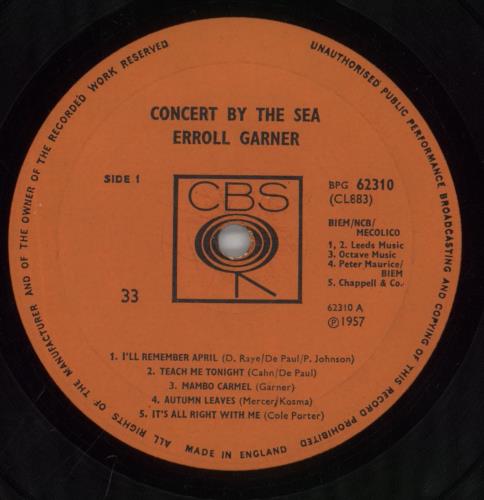 ALL RIGHTS OF THE MANUFACTURER AND OF THE OWNER OF THE RECORDED WORK RESERVED
UNAUTHORISED PUBLIC PERFORMANCE BROADCASTING AND COPYING OF THIS RECORD PROHIBITED
CONCERT BY THE SEA
ERROLL GARNER
SIDE 1
CBS
BPG 62310
(CL883)
BIEM/NCB/
MECOLICO
1, 2. Leeds Music
3. Octave Music
4. Peter Maurice/
BIEM
5. Chappell & Co.
33
62310 A
℗ 1957
1. I'LL REMEMBER APRIL (D. Raye/De Paul/P. Johnson)
2. TEACH ME TONIGHT (Cahn/De Paul)
3. MAMBO CARMEL (Garner)
4. AUTUMN LEAVES (Mercer/Kosma)
5. IT'S ALL RIGHT WITH ME (Cole Porter)
MADE IN ENGLAND